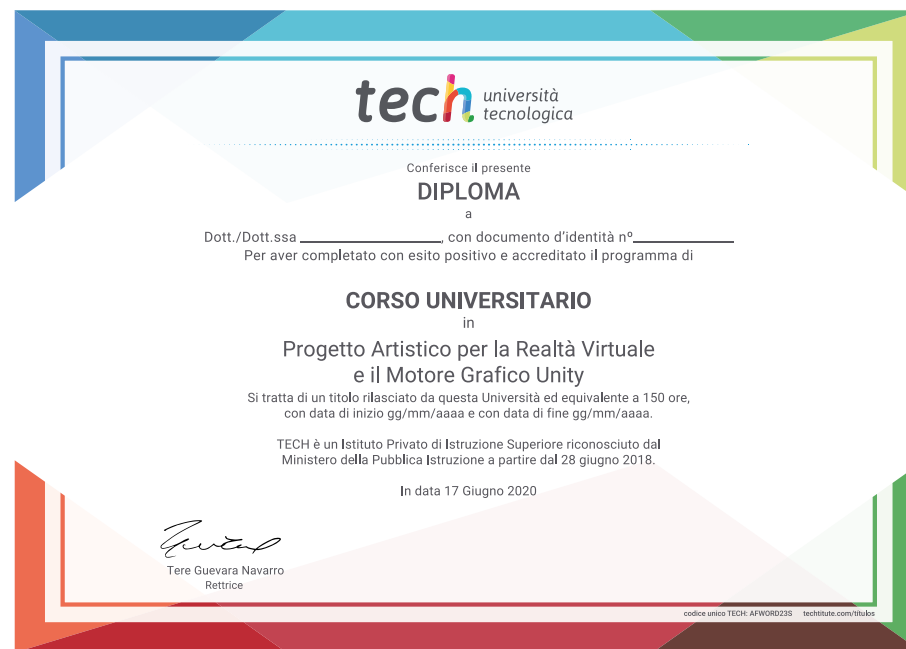 tech università
tecnologica
Conferisce il presente
DIPLOMA
a
Dott./Dott.ssa ____________________, con documento d'identità nº______________
Per aver completato con esito positivo e accreditato il programma di
CORSO UNIVERSITARIO
in
Progetto Artistico per la Realtà Virtuale
e il Motore Grafico Unity
Si tratta di un titolo rilasciato da questa Università ed equivalente a 150 ore,
con data di inizio gg/mm/aaaa e con data di fine gg/mm/aaaa.
TECH è un Istituto Privato di Istruzione Superiore riconosciuto dal
Ministero della Pubblica Istruzione a partire dal 28 giugno 2018.
In data 17 Giugno 2020
Tere Guevara Navarro
Rettrice
codice unico TECH: AFWORD23S techtitute.com/títulos